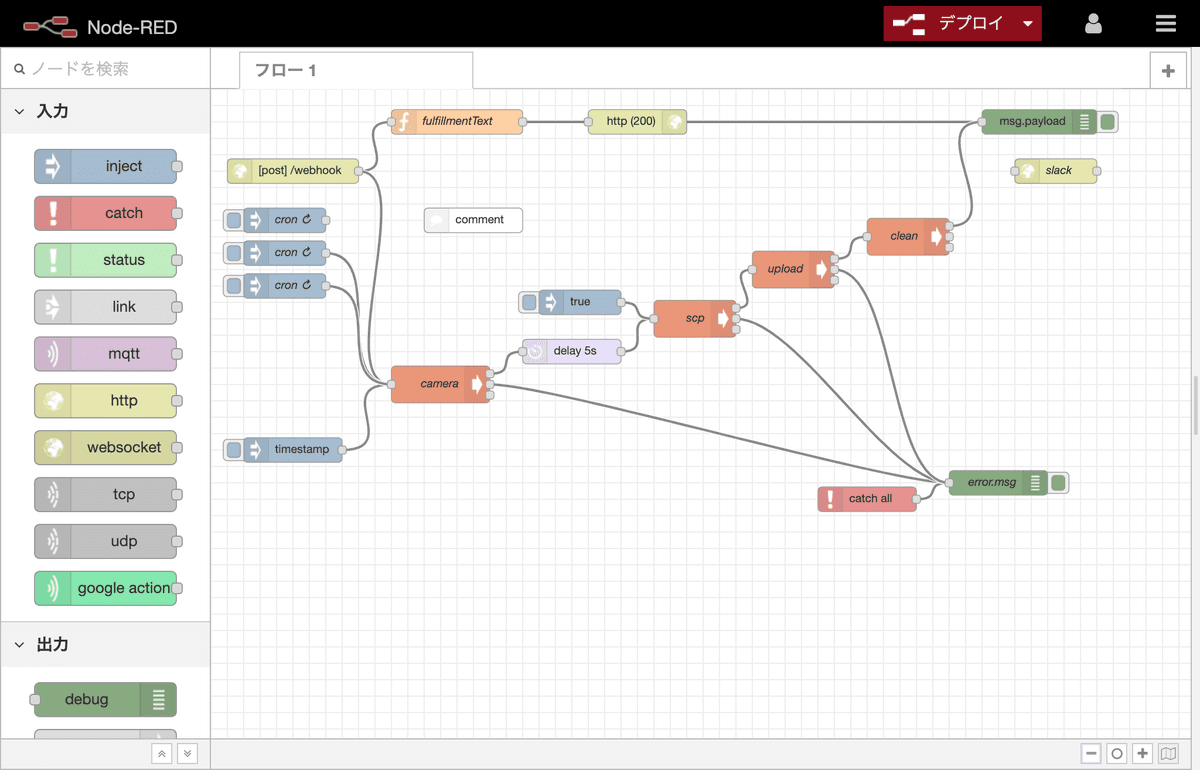 Node-RED
デプロイ
ノードを検索
フロー 1
入力
inject
catch
status
link
mqtt
http
websocket
tcp
udp
google action
出力
debug
fulfillmentText
http (200)
msg.payload
[post] /webhook
slack
cron ↻
comment
cron ↻
clean
cron ↻
upload
true
scp
delay 5s
camera
timestamp
error.msg
catch all